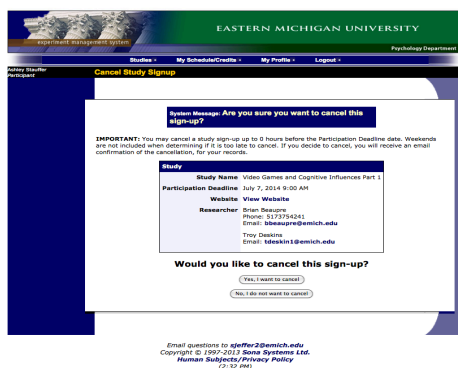 EASTERN MICHIGAN UNIVERSITY
experiment management system
Psychology Department
Studies
My Schedule/Credits
My Profile
Logout
Ashley Stauffer
Participant
Cancel Study Signup
System Message: Are you sure you want to cancel this
sign-up?
IMPORTANT: You may cancel a study sign-up up to 0 hours before the Participation Deadline date. Weekends
are not included when determining if it is too late to cancel. If you decide to cancel, you will receive an email
confirmation of the cancellation, for your records.
Study
Study Name Video Games and Cognitive Influences Part 1
Participation Deadline July 7, 2014 9:00 AM
Website View Website
Researcher Brian Beaupre
Phone: 5173754241
Email: bbeaupre@emich.edu
Troy Deskins
Email: tdeskin1@emich.edu
Would you like to cancel this sign-up?
Yes, I want to cancel
No, I do not want to cancel
Email questions to sjeffer2@emich.edu
Copyright © 1997-2013 Sona Systems Ltd.
Human Subjects/Privacy Policy
(2:32 PM)